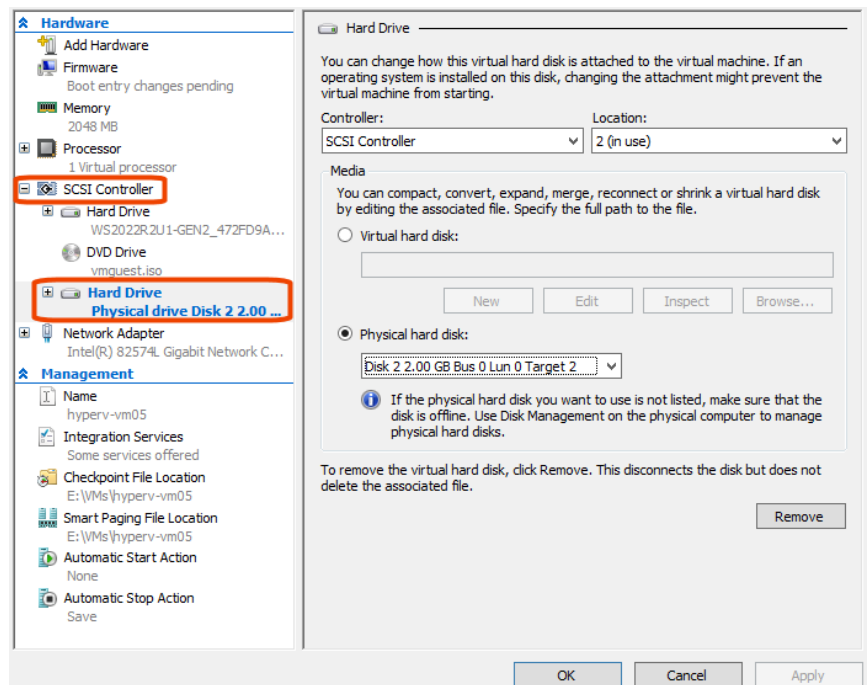 Hardware
Add Hardware
Firmware
Boot entry changes pending
Memory
2048 MB
Processor
1 Virtual processor
SCSI Controller
Hard Drive
WS2022R2U1-GEN2_472FD9A...
DVD Drive
vmguest.iso
Hard Drive
Physical drive Disk 2 2.00 ...
Network Adapter
Intel(R) 82574L Gigabit Network C...
Management
Name
hyperv-vm05
Integration Services
Some services offered
Checkpoint File Location
E:\VMs\hyperv-vm05
Smart Paging File Location
E:\VMs\hyperv-vm05
Automatic Start Action
None
Automatic Stop Action
Save
Hard Drive
You can change how this virtual hard disk is attached to the virtual machine. If an
operating system is installed on this disk, changing the attachment might prevent the
virtual machine from starting.
Controller:
Location:
SCSI Controller
2 (in use)
Media
You can compact, convert, expand, merge, reconnect or shrink a virtual hard disk
by editing the associated file. Specify the full path to the file.
Virtual hard disk:
New
Edit
Inspect
Browse...
Physical hard disk:
Disk 2 2.00 GB Bus 0 Lun 0 Target 2
If the physical hard disk you want to use is not listed, make sure that the
disk is offline. Use Disk Management on the physical computer to manage
physical hard disks.
To remove the virtual hard disk, click Remove. This disconnects the disk but does not
delete the associated file.
Remove
OK
Cancel
Apply